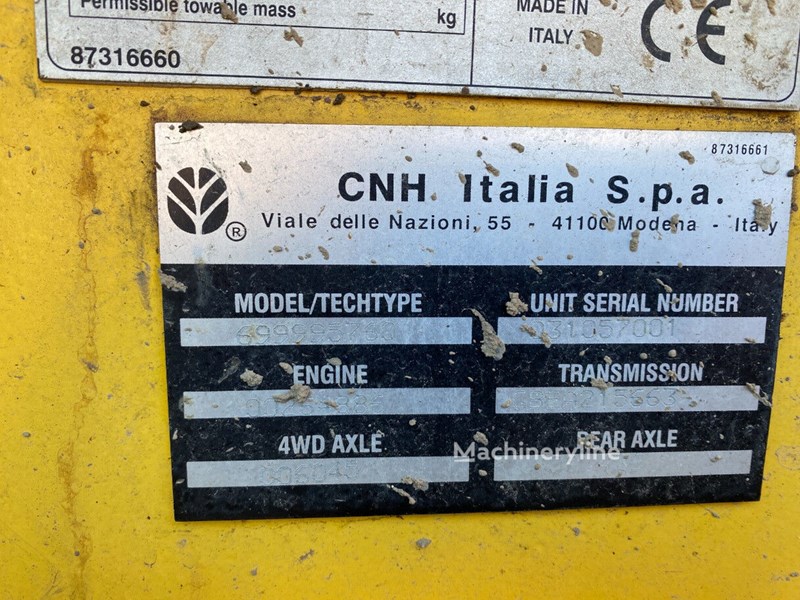 Permissible towable mass
kg
MADE IN
ITALY
CE
87316660
87316661
CNH Italia S.p.a.
®
Viale delle Nazioni, 55 - 41100 Modena - Italy
MODEL/TECHTYPE
UNIT SERIAL NUMBER
031057001
ENGINE
TRANSMISSION
4WD AXLE
REAR AXLE
Machineryline